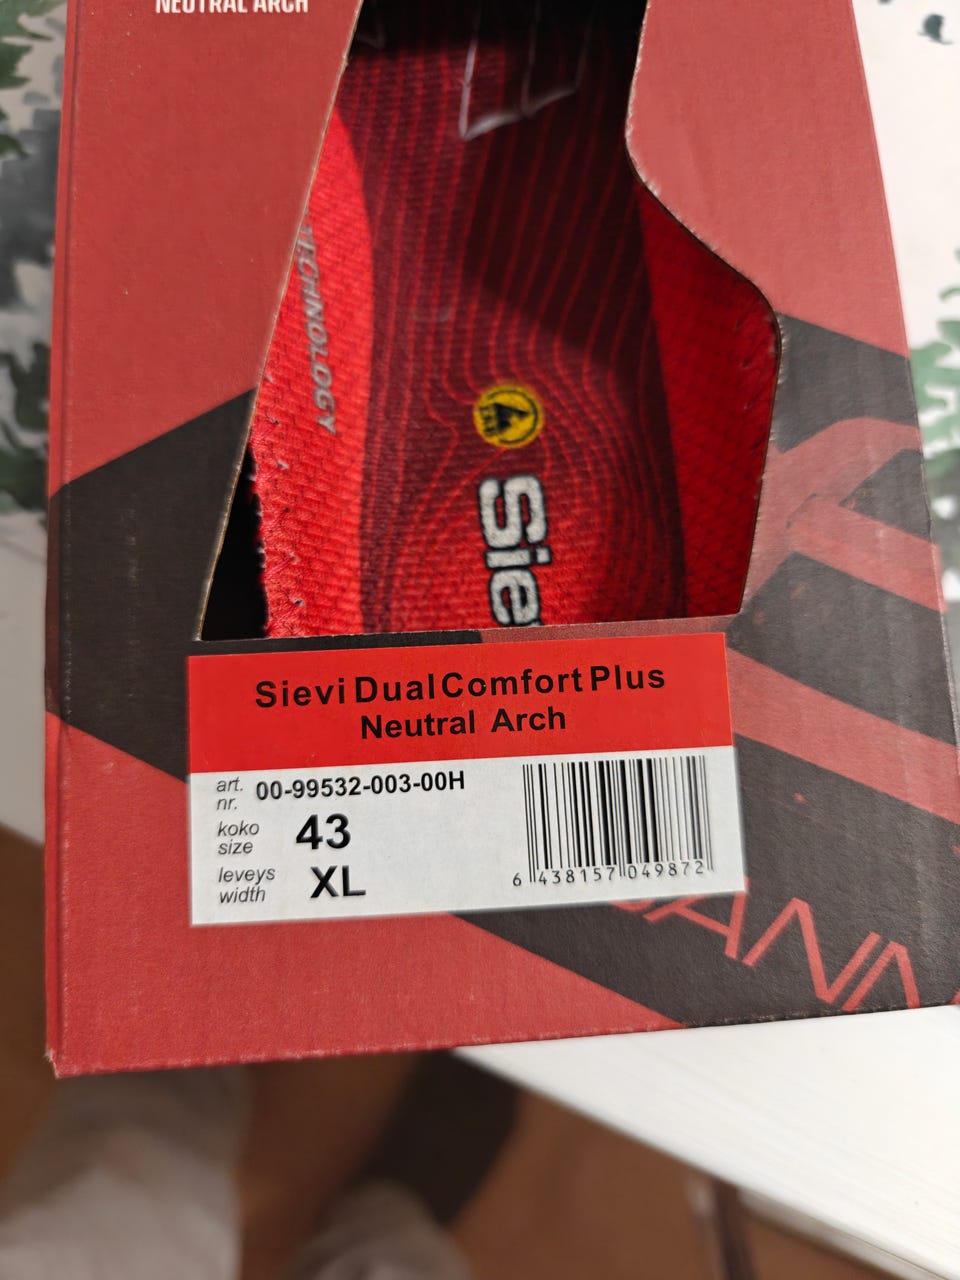 NEUTRAL ARCH
TECHNOLOGY
Sie
Sievi Dual Comfort Plus
Neutral Arch
art. nr. 00-99532-003-00H
koko size 43
leveys width XL
6 438157 049872